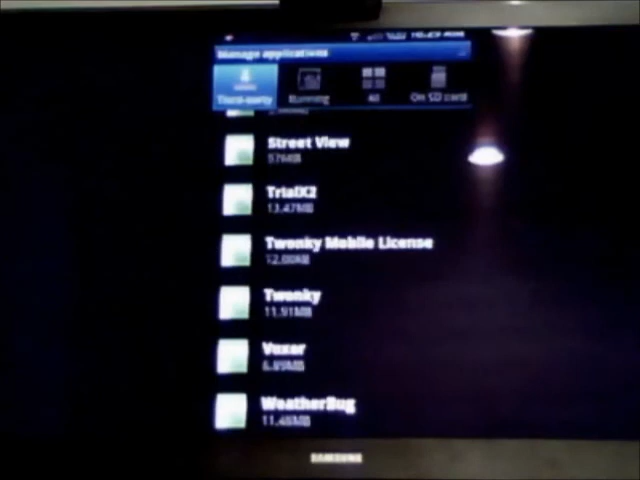 Manage applications
Third-party
Running
All
On SD card
Street View
TrialX2
13.47MB
Twonky Mobile License
12.00KB
Twonky
11.91MB
Voxer
WeatherBug
11.48MB
SAMSUNG